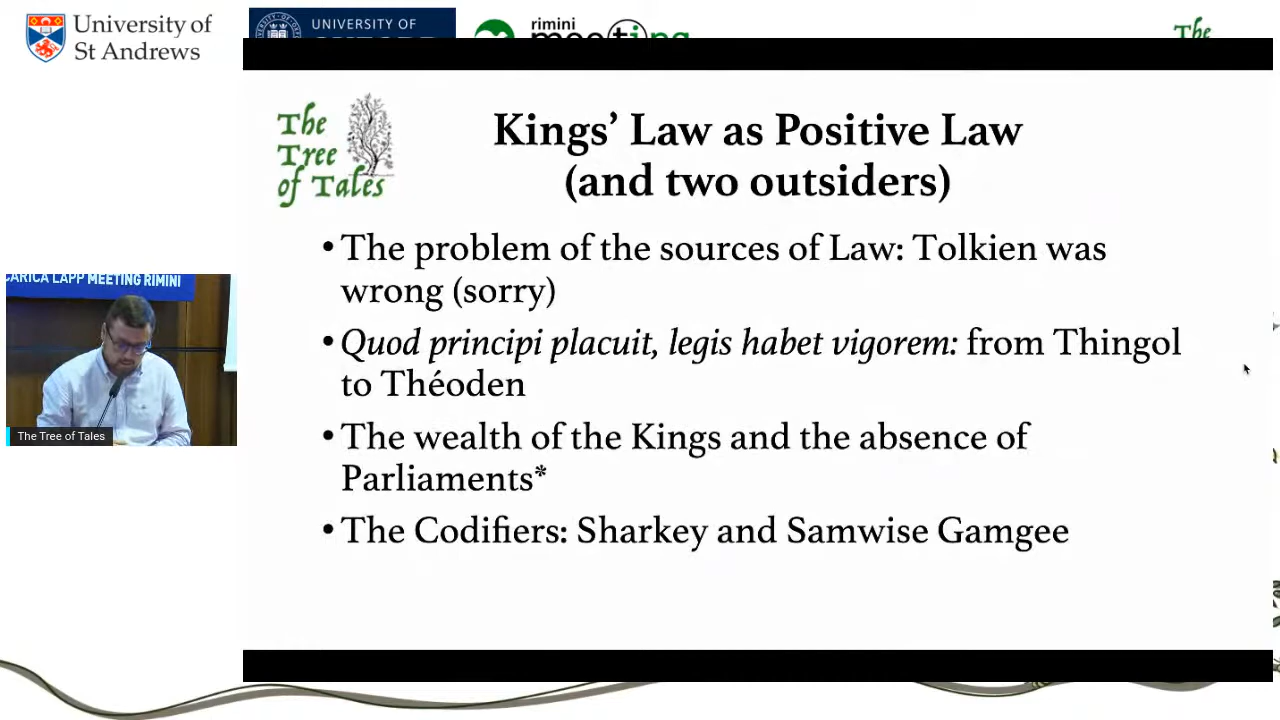 University of
St Andrews
UNIVERSITY OF
rimini
meeting
The
The
Tree
of Tales
Kings' Law as Positive Law
(and two outsiders)
•The problem of the sources of Law: Tolkien was
wrong (sorry)
•Quod principi placuit, legis habet vigorem: from Thingol
to Théoden
•The wealth of the Kings and the absence of
Parliaments*
•The Codifiers: Sharkey and Samwise Gamgee
CARICA LAPP MEETING RIMINI
The Tree of Tales